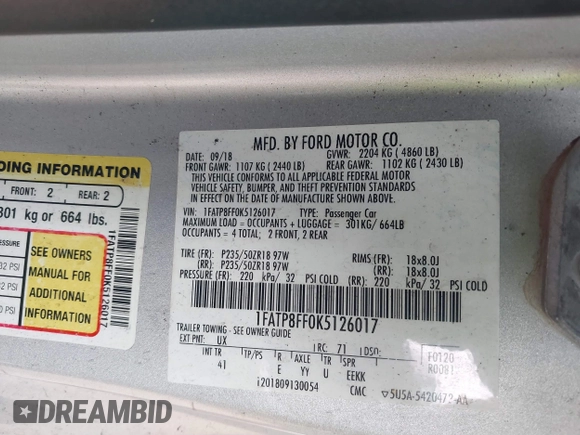 DING INFORMATION
FRONT: 2 REAR: 2
301 kg or 664 lbs.
SEE OWNERS
MANUAL FOR
ADDITIONAL
INFORMATION
1FATP8FF0K5126017
MFD. BY FORD MOTOR CO.
DATE: 09/18 GVWR: 2204 KG ( 4860 LB)
FRONT GAWR: 1107 KG ( 2440 LB) REAR GAWR: 1102 KG ( 2430 LB)
THIS VEHICLE CONFORMS TO ALL APPLICABLE FEDERAL MOTOR
VEHICLE SAFETY, BUMPER, AND THEFT PREVENTION STANDARDS
IN EFFECT ON THE DATE OF MANUFACTURE SHOWN ABOVE.
VIN: 1FATP8FF0K5126017 TYPE: Passenger Car
MAXIMUM LOAD = OCCUPANTS + LUGGAGE = 301KG/ 664LB
OCCUPANTS = 4 TOTAL; 2 FRONT, 2 REAR
TIRE (FR): P235/50ZR18 97W RIMS (FR): 18x8.0J
(RR): P235/50ZR18 97W (RR): 18x8.0J
PRESSURE (FR): 220 kPa/ 32 PSI COLD (RR): 220 kPa/ 32 PSI COLD
1FATP8FF0K5126017
TRAILER TOWING - SEE OWNER GUIDE
EXT PNT: UX RC: 71 DSO:
INT TR TP/PS R AXLE TR SPR
41 E YY U EEKK
F0120
R0081
i201809130054
CMC
5U5A-5420472-AA
DREAMBID